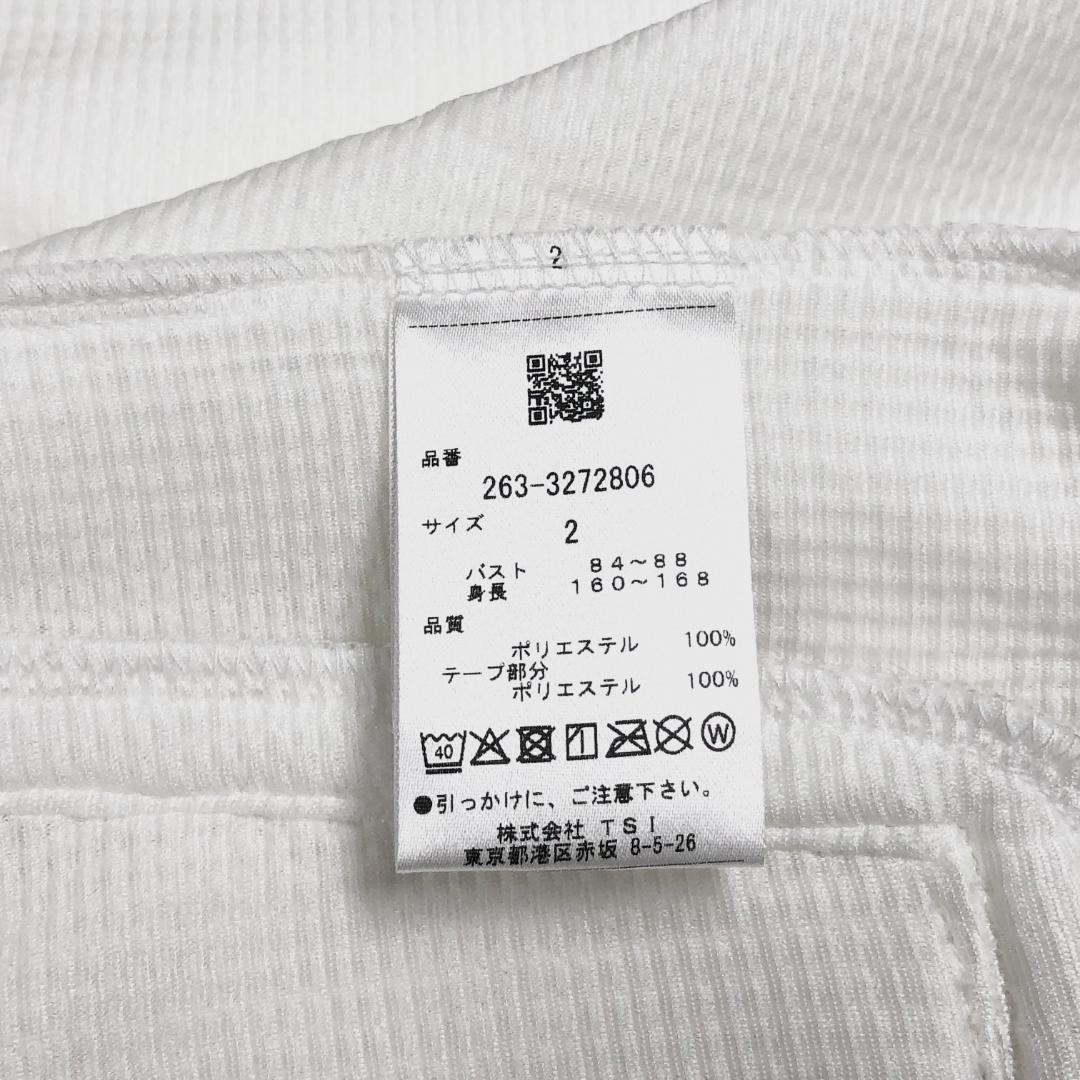 2
品番
263-3272806
サイズ
2
バスト 84～88
身長 160～168
品質
ポリエステル 100%
テープ部分
ポリエステル 100%
40 W
●引っかけに、ご注意下さい。
株式会社 TSI
東京都港区赤坂 8-5-26